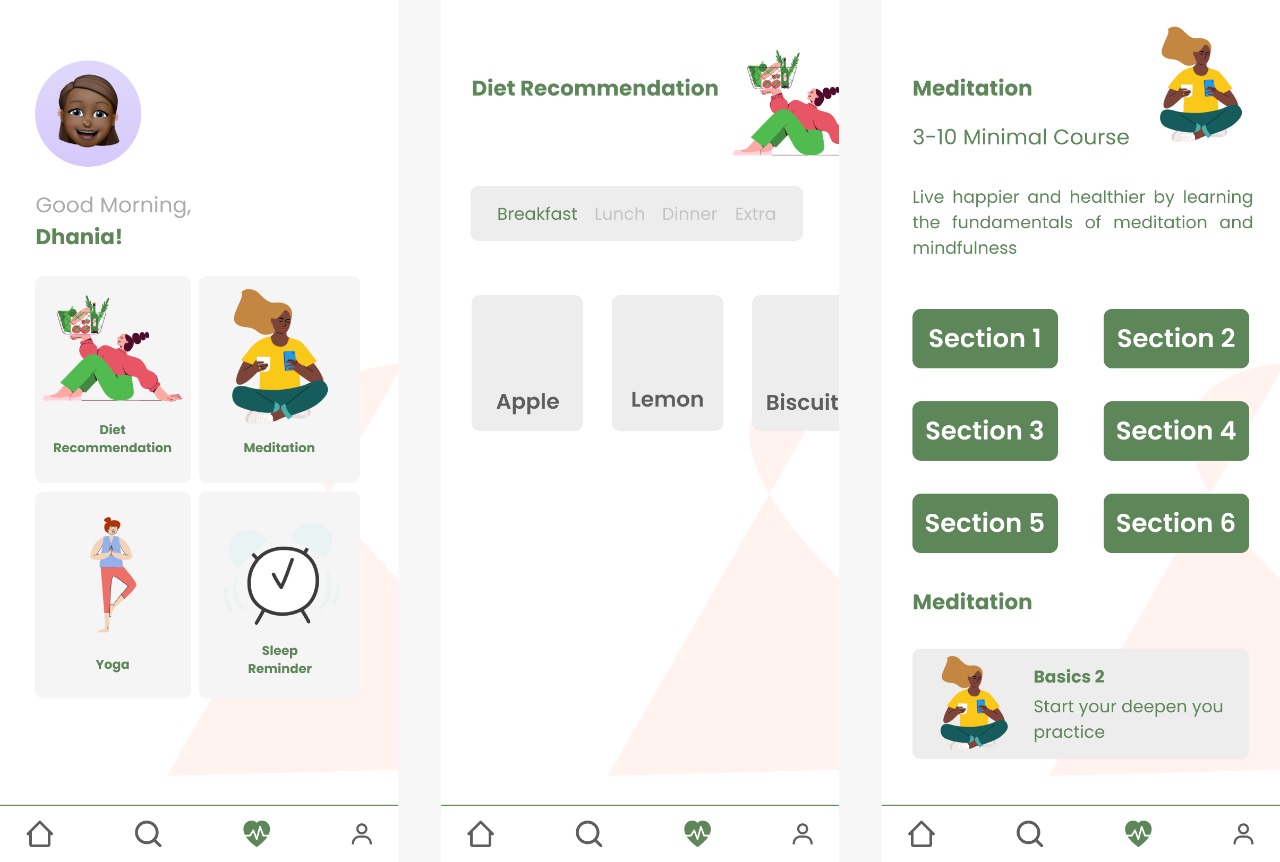 Good Morning,
Dhania!
Diet
Recommendation
Meditation
Yoga
Sleep
Reminder
Diet Recommendation
Breakfast Lunch Dinner Extra
Apple
Lemon
Biscuit
Meditation
3-10 Minimal Course
Live happier and healthier by learning
the fundamentals of meditation and
mindfulness
Section 1
Section 2
Section 3
Section 4
Section 5
Section 6
Meditation
Basics 2
Start your deepen you
practice